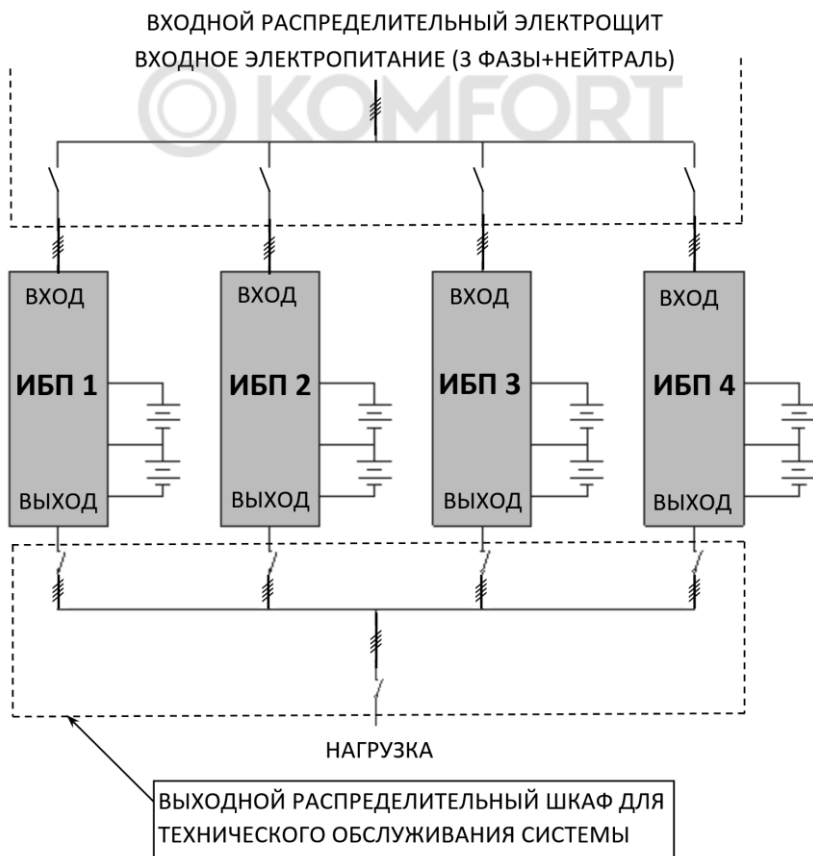 ВХОДНОЙ РАСПРЕДЕЛИТЕЛЬНЫЙ ЭЛЕКТРОЩИТ
ВХОДНОЕ ЭЛЕКТРОПИТАНИЕ (3 ФАЗЫ+НЕЙТРАЛЬ)
KOMFORT
ВХОД ВХОД ВХОД ВХОД
ИБП 1 ИБП 2 ИБП 3 ИБП 4
ВЫХОД ВЫХОД ВЫХОД ВЫХОД
НАГРУЗКА
ВЫХОДНОЙ РАСПРЕДЕЛИТЕЛЬНЫЙ ШКАФ ДЛЯ
ТЕХНИЧЕСКОГО ОБСЛУЖИВАНИЯ СИСТЕМЫ